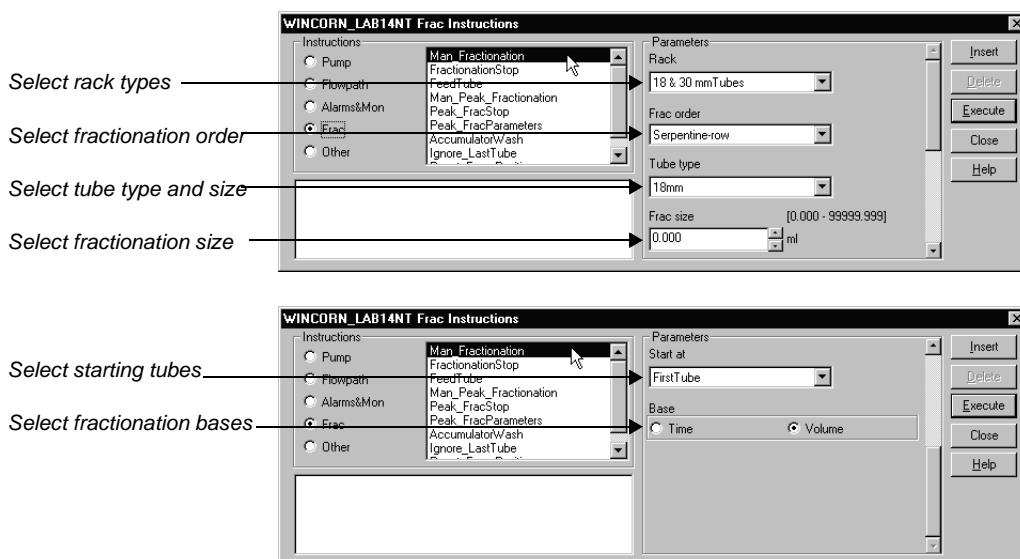 WINCORN_LAB14NT Frac Instructions
Instructions
Pump
Flowpath
Alarms&Mon
Frac
Other
Man_Fractionation
FractionationStop
FeedTube
Man_Peak_Fractionation
Peak_FracStop
Peak_FracParameters
AccumulatorWash
Ignore_LastTube
Parameters
Rack
18 & 30 mmTubes
Frac order
Serpentine-row
Tube type
18mm
Frac size [0.000 - 99999.999]
0.000 ml
Insert
Delete
Execute
Close
Help
Select rack types
Select fractionation order
Select tube type and size
Select fractionation size
WINCORN_LAB14NT Frac Instructions
Instructions
Pump
Flowpath
Alarms&Mon
Frac
Other
Man_Fractionation
FractionationStop
FeedTube
Man_Peak_Fractionation
Peak_FracStop
Peak_FracParameters
AccumulatorWash
Ignore_LastTube
Parameters
Start at
FirstTube
Base
Time Volume
Insert
Delete
Execute
Close
Help
Select starting tubes
Select fractionation bases